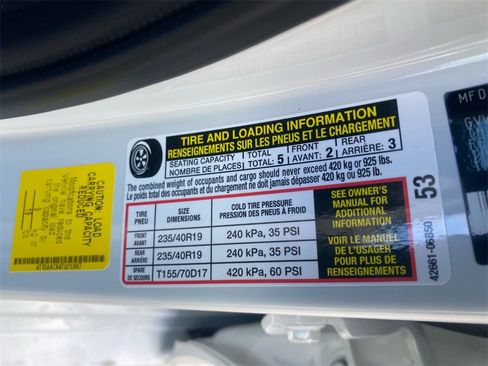 TIRE AND LOADING INFORMATION
RENSEIGNEMENTS SUR LES PNEUS ET LE CHARGEMENT
SEATING CAPACITY TOTAL FRONT REAR
NOMBRE DE PLACES TOTAL: 5 AVANT: 2 ARRIÈRE: 3
The combined weight of occupants and cargo should never exceed 420 kg or 925 lbs.
Le poids total des occupants et du chargement ne doit jamais dépasser 420 kg ou 925 lb.
TIRE SIZE COLD TIRE PRESSURE
PNEU DIMENSIONS PRESSION DES PNEUS À FROID
FRONT
AVANT 235/40R19 240 kPa, 35 PSI
REAR
ARRIÈRE 235/40R19 240 kPa, 35 PSI
SPARE
DE SECOURS T155/70D17 420 kPa, 60 PSI
SEE OWNER'S
MANUAL FOR
ADDITIONAL
INFORMATION
VOIR LE MANUEL
DE L'USAGER
POUR PLUS DE
RENSEIGNEMENTS
53
42661-06850
CAUTION: LOAD
CARRYING CAPACITY
REDUCED
MFD